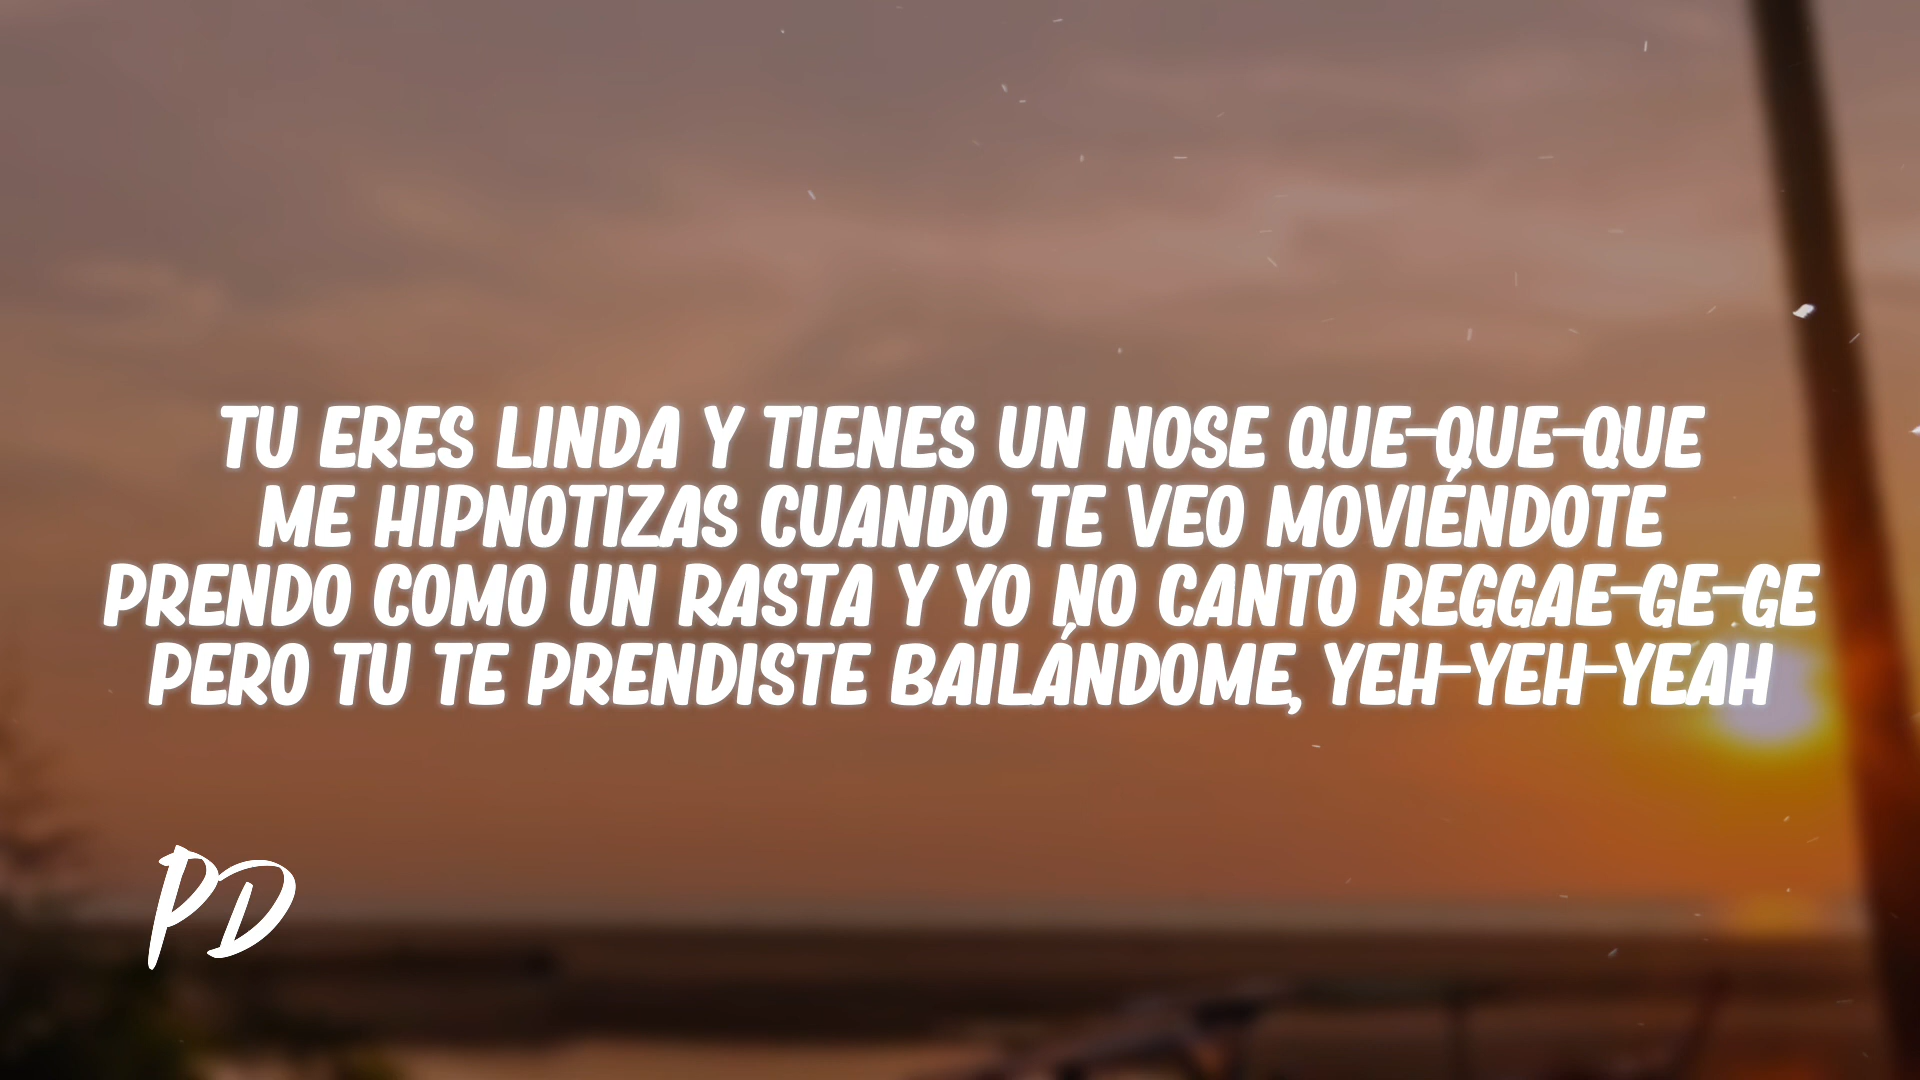 TU ERES LINDA Y TIENES UN NOSE QUE-QUE-QUE
ME HIPNOTIZAS CUANDO TE VEO MOVIÉNDOTE
PRENDO COMO UN RASTA Y YO NO CANTO REGGAE-GE-GE
PERO TU TE PRENDISTE BAILÁNDOME, YEH-YEH-YEAH
PD